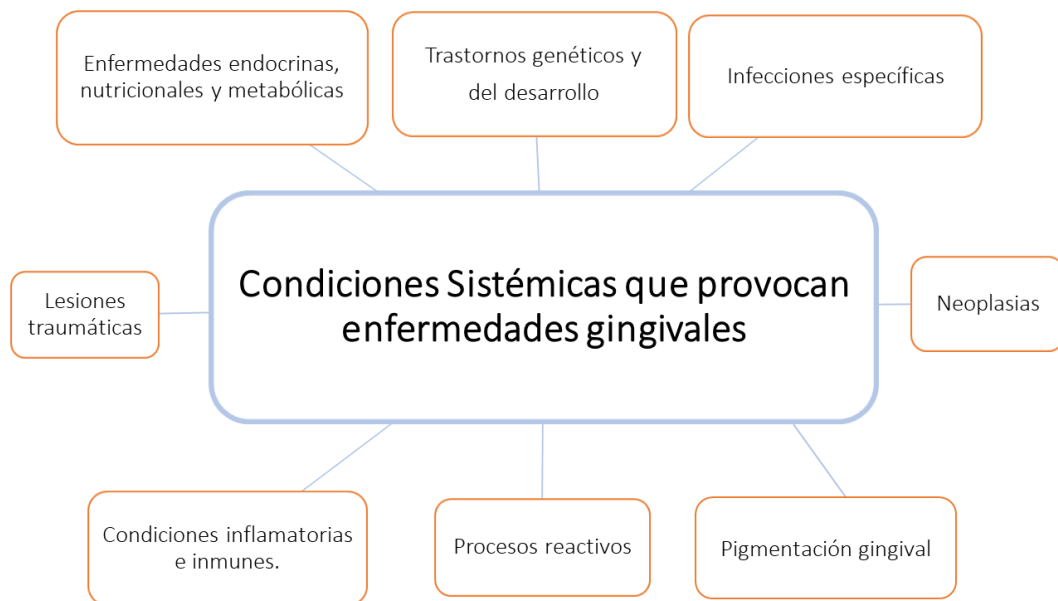 Enfermedades endocrinas,
nutricionales y metabólicas
Trastornos genéticos y
del desarrollo
Infecciones específicas
Condiciones Sistémicas que provocan
enfermedades gingivales
Lesiones
traumáticas
Neoplasias
Condiciones inflamatorias
e inmunes.
Procesos reactivos
Pigmentación gingival